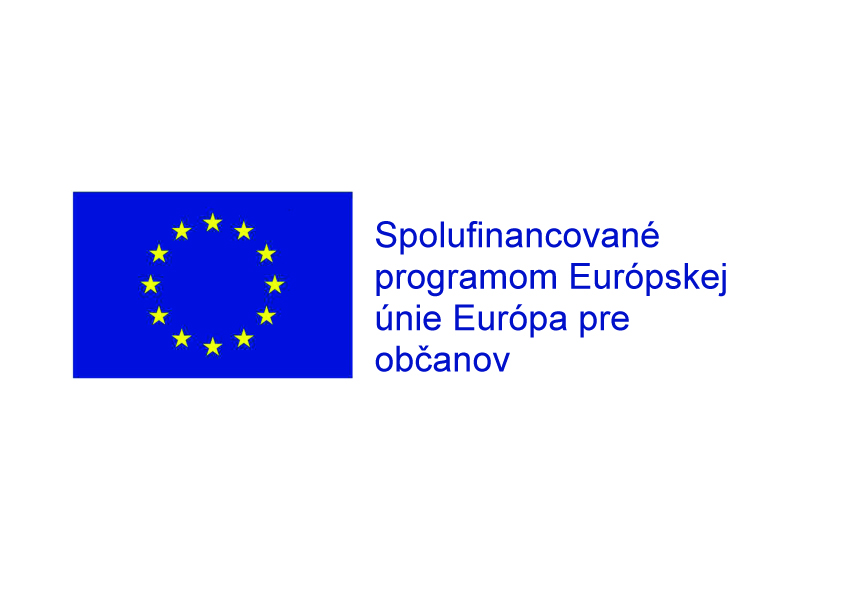 Spolufinancované
programom Európskej
únie Európa pre
občanov